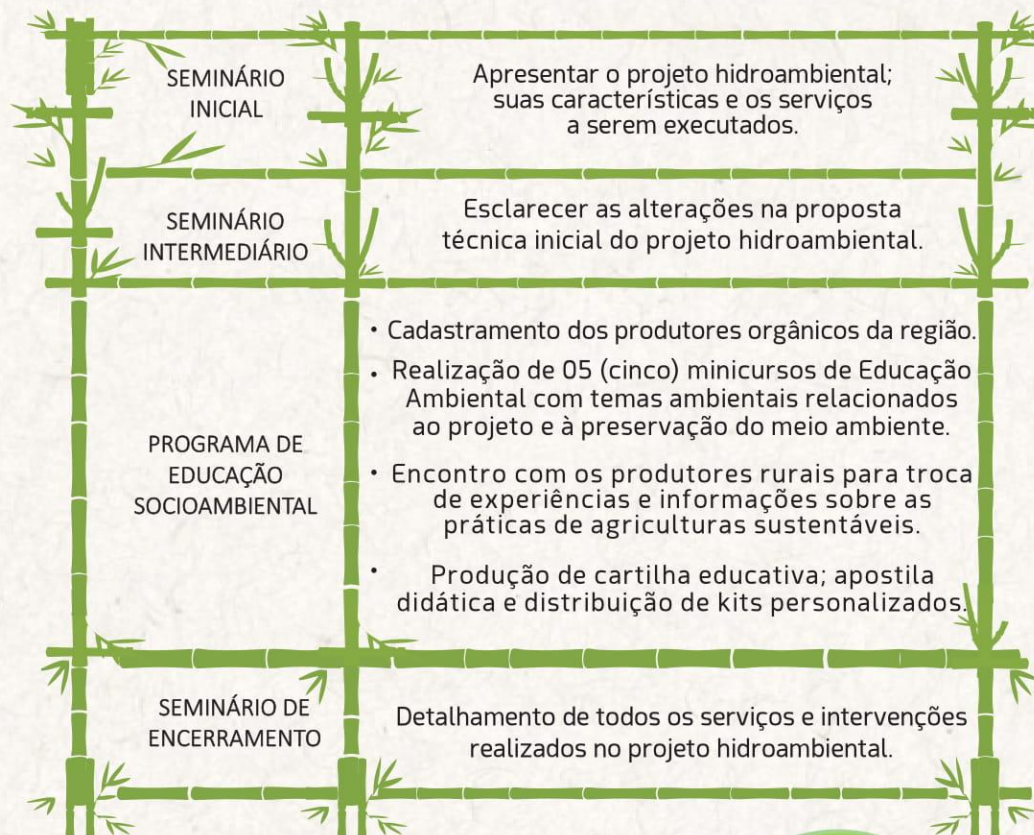 SEMINÁRIO
INICIAL
Apresentar o projeto hidroambiental;
suas características e os serviços
a serem executados.
SEMINÁRIO
INTERMEDIÁRIO
Esclarecer as alterações na proposta
técnica inicial do projeto hidroambiental.
PROGRAMA DE
EDUCAÇÃO
SOCIOAMBIENTAL
• Cadastramento dos produtores orgânicos da região.
• Realização de 05 (cinco) minicursos de Educação
Ambiental com temas ambientais relacionados
ao projeto e à preservação do meio ambiente.
• Encontro com os produtores rurais para troca
de experiências e informações sobre as
práticas de agriculturas sustentáveis.
• Produção de cartilha educativa; apostila
didática e distribuição de kits personalizados.
SEMINÁRIO DE
ENCERRAMENTO
Detalhamento de todos os serviços e intervenções
realizados no projeto hidroambiental.